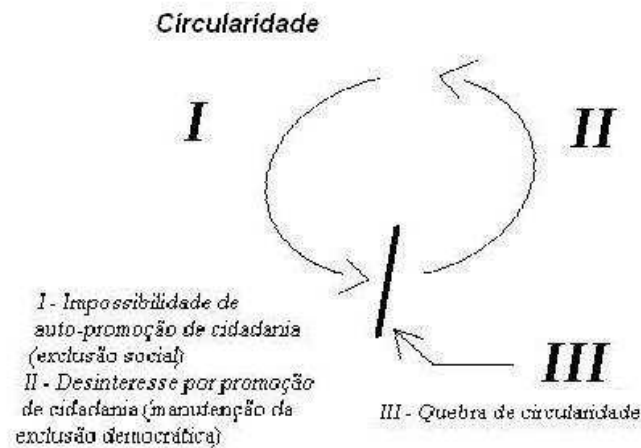 Circularidade
I
II
I - Impossibilidade de
auto-promoção de cidadania
(exclusão social)
II - Desinteresse por promoção
de cidadania (manutenção da
exclusão democrática)
III
III - Quebra de circularidade